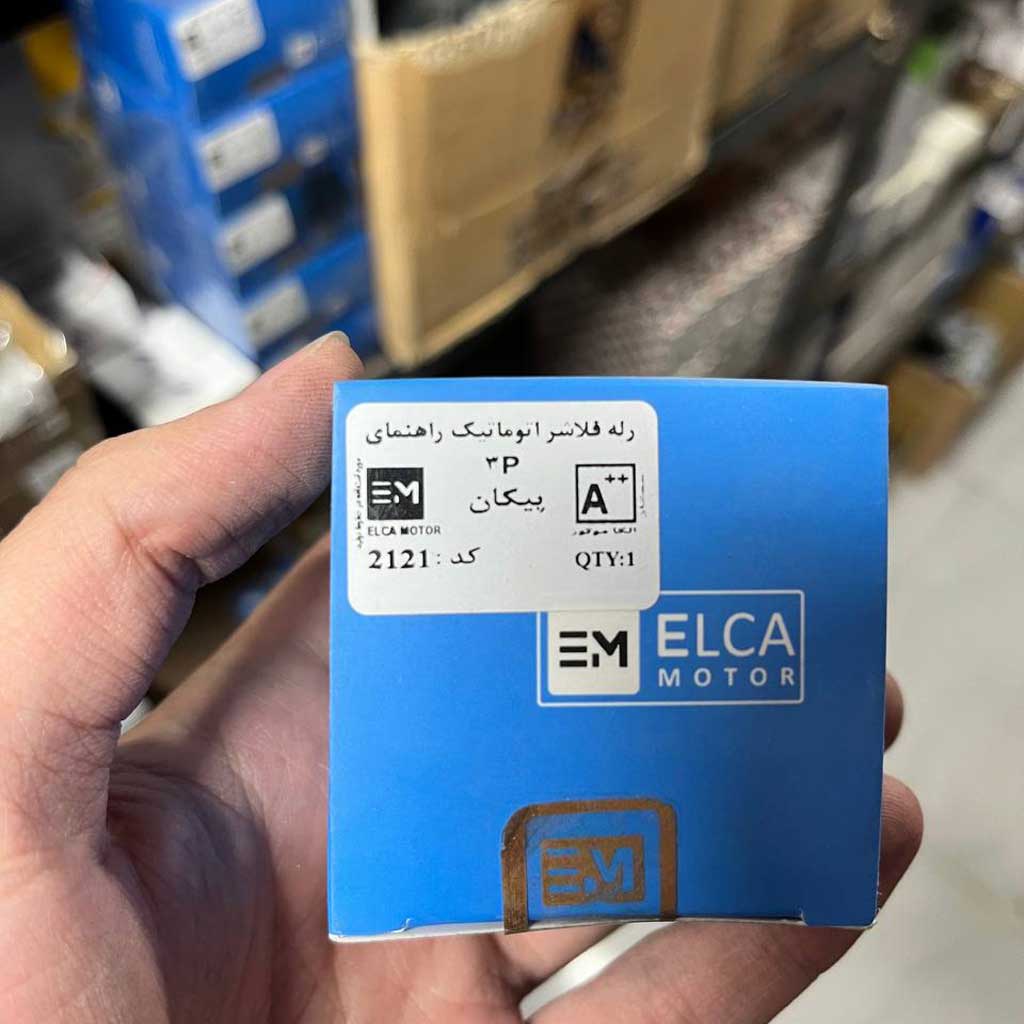 رله فلاشر اتوماتیک راهنمای
۳P
پیکان
A++
EM
ELCA MOTOR
کد : 2121
QTY:1
EM ELCA
MOTOR
EM